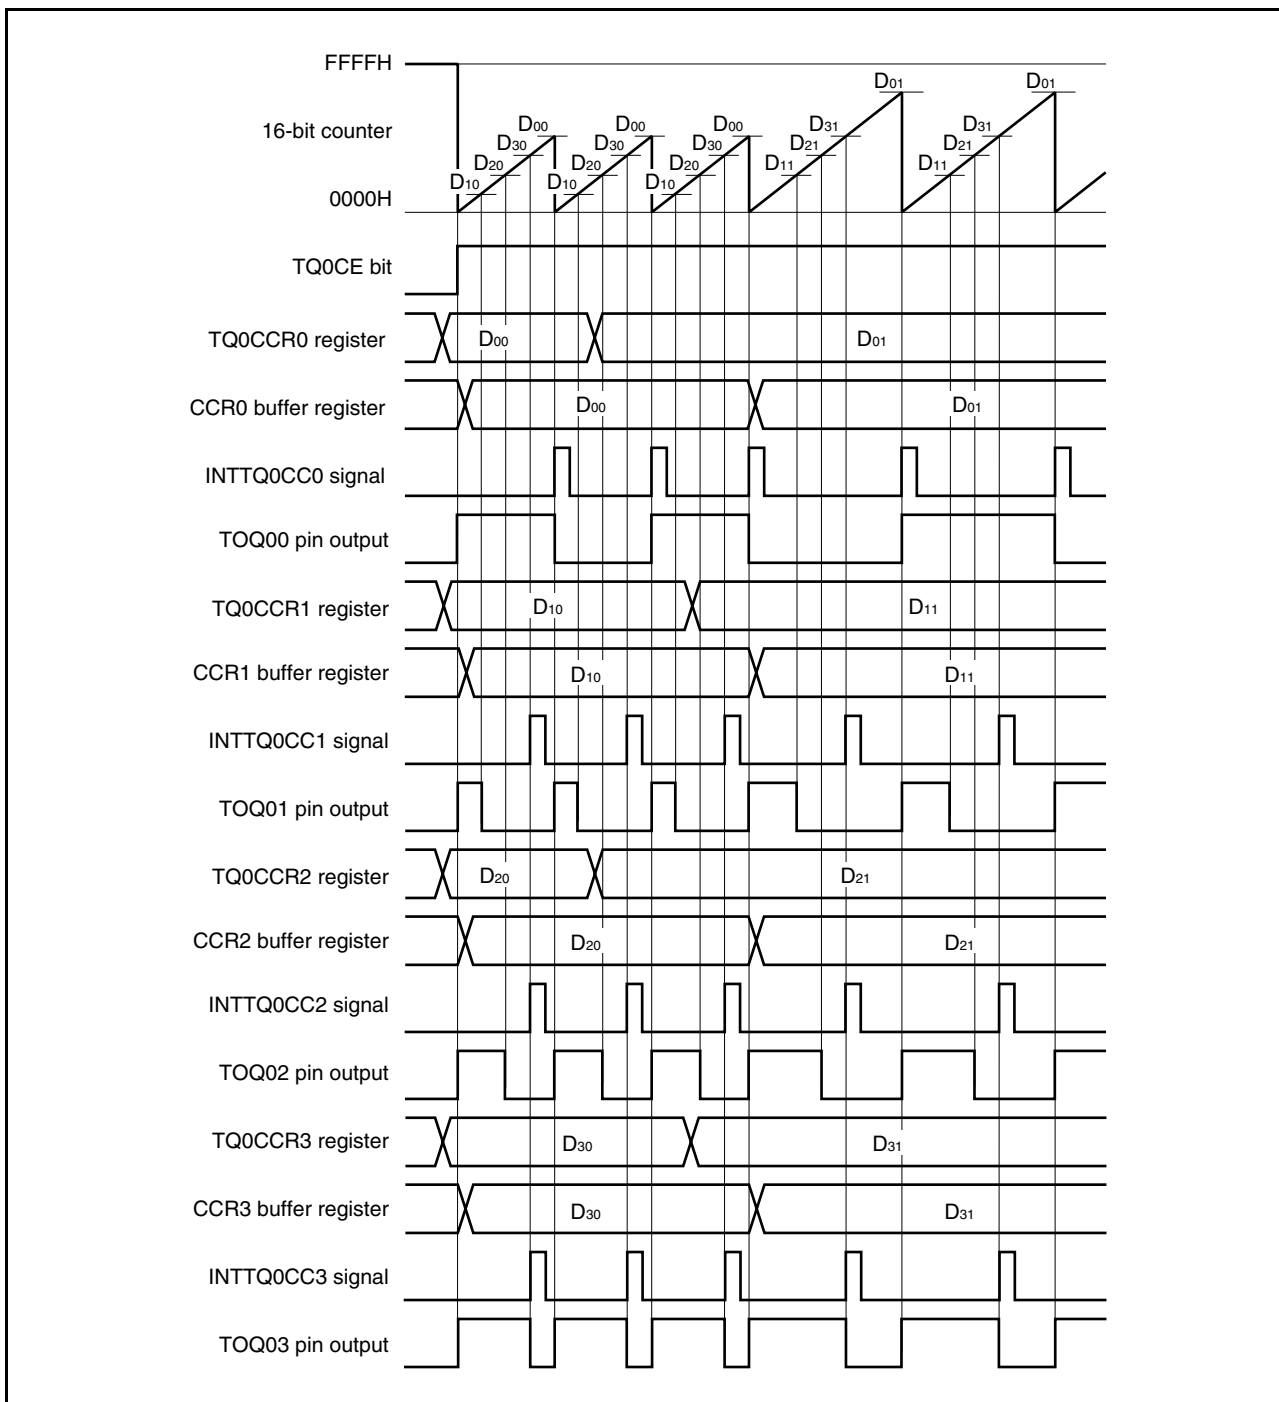 FFFFH
16-bit counter
0000H
D10 D20 D30 D00 D10 D20 D30 D00 D10 D20 D30 D00 D11 D21 D31 D01 D11 D21 D31 D01
TQ0CE bit
TQ0CCR0 register D00 D01
CCR0 buffer register D00 D01
INTTQ0CC0 signal
TOQ00 pin output
TQ0CCR1 register D10 D11
CCR1 buffer register D10 D11
INTTQ0CC1 signal
TOQ01 pin output
TQ0CCR2 register D20 D21
CCR2 buffer register D20 D21
INTTQ0CC2 signal
TOQ02 pin output
TQ0CCR3 register D30 D31
CCR3 buffer register D30 D31
INTTQ0CC3 signal
TOQ03 pin output